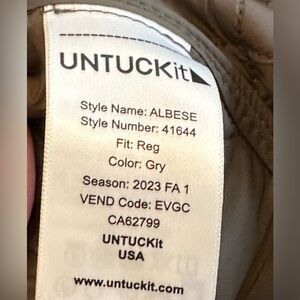 UNTUCKit
Style Name: ALBESE
Style Number: 41644
Fit: Reg
Color: Gry
Season: 2023 FA 1
VEND Code: EVGC
CA62799
UNTUCKit
USA
www.untuckit.com